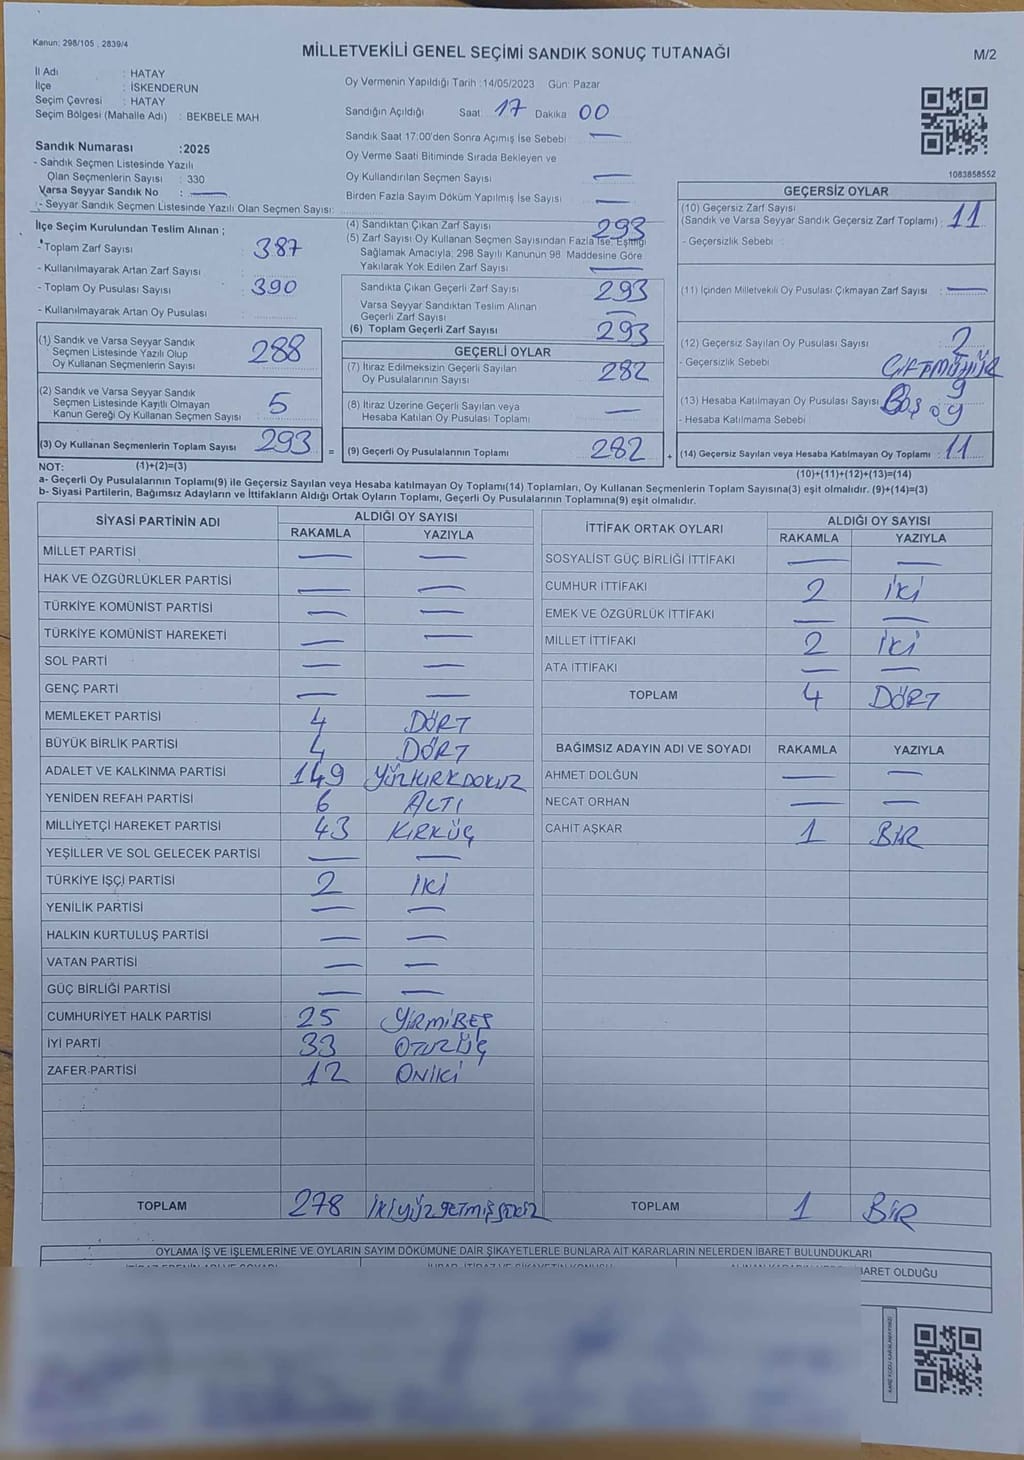 Kanun: 298/105 , 2839/4
MİLLETVEKİLİ GENEL SEÇİMİ SANDIK SONUÇ TUTANAĞI
M/2
İl Adı : HATAY
İlçe : İSKENDERUN
Seçim Çevresi : HATAY
Seçim Bölgesi (Mahalle Adı) : BEKBELE MAH.
Oy Vermenin Yapıldığı Tarih :14/05/2023 Gün: Pazar
Sandığın Açıldığı Saat: 17 Dakika 00
Sandık Saat 17:00'den Sonra Açılmış İse Sebebi : —
Oy Verme Saati Bitiminde Sırada Bekleyen ve
Oy Kullandırılan Seçmen Sayısı —
Birden Fazla Sayım Döküm Yapılmış İse Sayısı —
Sandık Numarası :2025
- Sandık Seçmen Listesinde Yazılı
Olan Seçmenlerin Sayısı : 330
Varsa Seyyar Sandık No : —
- Seyyar Sandık Seçmen Listesinde Yazılı Olan Seçmen Sayısı:
1083858552
İlçe Seçim Kurulundan Teslim Alınan ;
- Toplam Zarf Sayısı 387
- Kullanılmayarak Artan Zarf Sayısı
- Toplam Oy Pusulası Sayısı 390
- Kullanılmayarak Artan Oy Pusulası
(1) Sandık ve Varsa Seyyar Sandık
Seçmen Listesinde Yazılı Olup
Oy Kullanan Seçmenlerin Sayısı 288
(2) Sandık ve Varsa Seyyar Sandık
Seçmen Listesinde Kayıtlı Olmayan
Kanun Gereği Oy Kullanan Seçmen Sayısı 5
(3) Oy Kullanan Seçmenlerin Toplam Sayısı 293 =
(4) Sandıktan Çıkan Zarf Sayısı 293
(5) Zarf Sayısı Oy Kullanan Seçmen Sayısından Fazla İse, Eşitliği
Sağlamak Amacıyla; 298 Sayılı Kanunun 98. Maddesine Göre
Yakılarak Yok Edilen Zarf Sayısı —
Sandıkta Çıkan Geçerli Zarf Sayısı 293
Varsa Seyyar Sandıktan Teslim Alınan
Geçerli Zarf Sayısı —
(6) Toplam Geçerli Zarf Sayısı 293
GEÇERLİ OYLAR
(7) İtiraz Edilmeksizin Geçerli Sayılan
Oy Pusulalarının Sayısı 282
(8) İtiraz Üzerine Geçerli Sayılan veya
Hesaba Katılan Oy Pusulası Toplamı —
(9) Geçerli Oy Pusulalarının Toplamı 282 +
GEÇERSİZ OYLAR
(10) Geçersiz Zarf Sayısı
(Sandık ve Varsa Seyyar Sandık Geçersiz Zarf Toplamı) : 11
- Geçersizlik Sebebi :
(11) İçinden Milletvekili Oy Pusulası Çıkmayan Zarf Sayısı : —
(12) Geçersiz Sayılan Oy Pusulası Sayısı : 2
- Geçersizlik Sebebi : ÇİFTMÜHÜR
(13) Hesaba Katılmayan Oy Pusulası Sayısı : 9
- Hesaba Katılmama Sebebi : Boş oy
(14) Geçersiz Sayılan veya Hesaba Katılmayan Oy Toplamı : 11
NOT: (1)+(2)=(3) (10)+(11)+(12)+(13)=(14)
a- Geçerli Oy Pusulalarının Toplamı(9) ile Geçersiz Sayılan veya Hesaba katılmayan Oy Toplamı(14) Toplamları, Oy Kullanan Seçmenlerin Toplam Sayısına(3) eşit olmalıdır. (9)+(14)=(3)
b- Siyasi Partilerin, Bağımsız Adayların ve İttifakların Aldığı Ortak Oyların Toplamı, Geçerli Oy Pusulalarının Toplamına(9) eşit olmalıdır.
SİYASİ PARTİNİN ADI ALDIĞI OY SAYISI
RAKAMLA YAZIYLA
MİLLET PARTİSİ — —
HAK VE ÖZGÜRLÜKLER PARTİSİ — —
TÜRKİYE KOMÜNİST PARTİSİ — —
TÜRKİYE KOMÜNİST HAREKETİ — —
SOL PARTİ — —
GENÇ PARTİ — —
MEMLEKET PARTİSİ 4 DÖRT
BÜYÜK BİRLİK PARTİSİ 4 DÖRT
ADALET VE KALKINMA PARTİSİ 149 YÜZKIRKDOKUZ
YENİDEN REFAH PARTİSİ 6 ALTI
MİLLİYETÇİ HAREKET PARTİSİ 43 KIRKÜÇ
YEŞİLLER VE SOL GELECEK PARTİSİ — —
TÜRKİYE İŞÇİ PARTİSİ 2 İKİ
YENİLİK PARTİSİ — —
HALKIN KURTULUŞ PARTİSİ — —
VATAN PARTİSİ — —
GÜÇ BİRLİĞİ PARTİSİ — —
CUMHURİYET HALK PARTİSİ 25 YİRMİBEŞ
İYİ PARTİ 33 OTUZÜÇ
ZAFER PARTİSİ 12 ONİKİ
TOPLAM 278 İKİYÜZYETMİŞSEKİZ
İTTİFAK ORTAK OYLARI ALDIĞI OY SAYISI
RAKAMLA YAZIYLA
SOSYALİST GÜÇ BİRLİĞİ İTTİFAKI — —
CUMHUR İTTİFAKI 2 İKİ
EMEK VE ÖZGÜRLÜK İTTİFAKI — —
MİLLET İTTİFAKI 2 İKİ
ATA İTTİFAKI — —
TOPLAM 4 DÖRT
BAĞIMSIZ ADAYIN ADI VE SOYADI RAKAMLA YAZIYLA
AHMET DOLĞUN — —
NECAT ORHAN — —
CAHİT AŞKAR 1 BİR
TOPLAM 1 BİR
OYLAMA İŞ VE İŞLEMLERİNE VE OYLARIN SAYIM DÖKÜMÜNE DAİR ŞİKAYETLERLE BUNLARA AİT KARARLARIN NELERDEN İBARET BULUNDUKLARI
İBARET OLDUĞU